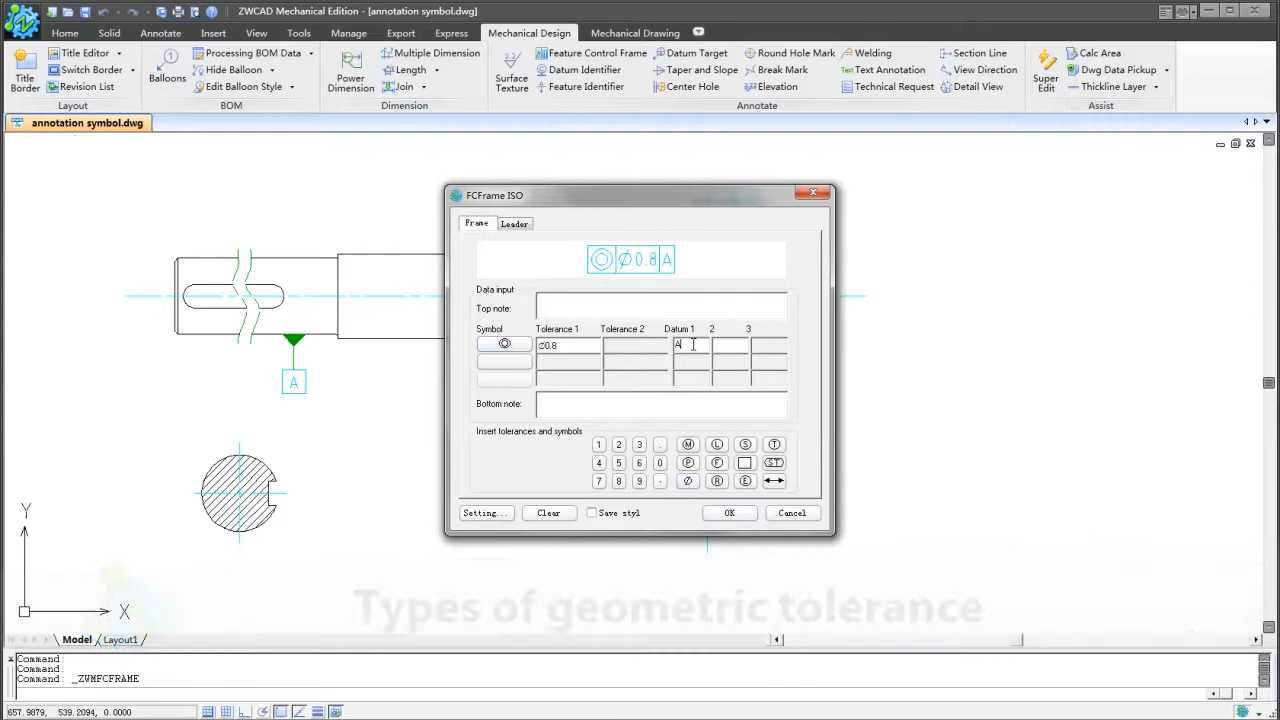 ZWCAD Mechanical Edition - [annotation symbol.dwg]
Home Solid Annotate Insert View Tools Manage Export Express Mechanical Design Mechanical Drawing
Title Border
Title Editor
Switch Border
Revision List
Layout
Balloons
Processing BOM Data
Hide Balloon
Edit Balloon Style
BOM
Power Dimension
Multiple Dimension
Length
Join
Dimension
Surface Texture
Feature Control Frame
Datum Identifier
Feature Identifier
Datum Target
Taper and Slope
Center Hole
Round Hole Mark
Break Mark
Elevation
Welding
Text Annotation
Technical Request
Section Line
View Direction
Detail View
Annotate
Super Edit
Calc Area
Dwg Data Pickup
Thickline Layer
Assist
annotation symbol.dwg
FCFrame ISO
Frame Leader
∅0.8 A
Data input
Top note:
Symbol Tolerance 1 Tolerance 2 Datum 1 2 3
∅0.8 A
Bottom note:
Insert tolerances and symbols
1 2 3 . Ⓜ Ⓛ Ⓢ Ⓣ
4 5 6 0 Ⓟ Ⓕ ST
7 8 9 - ∅ Ⓡ Ⓔ
Setting... Clear Save styl OK Cancel
A
Y
X
Types of geometric tolerance
Model Layout1
Command:
Command:
Command: _ZWMFCFRAME
657.9879, 539.2094, 0.0000